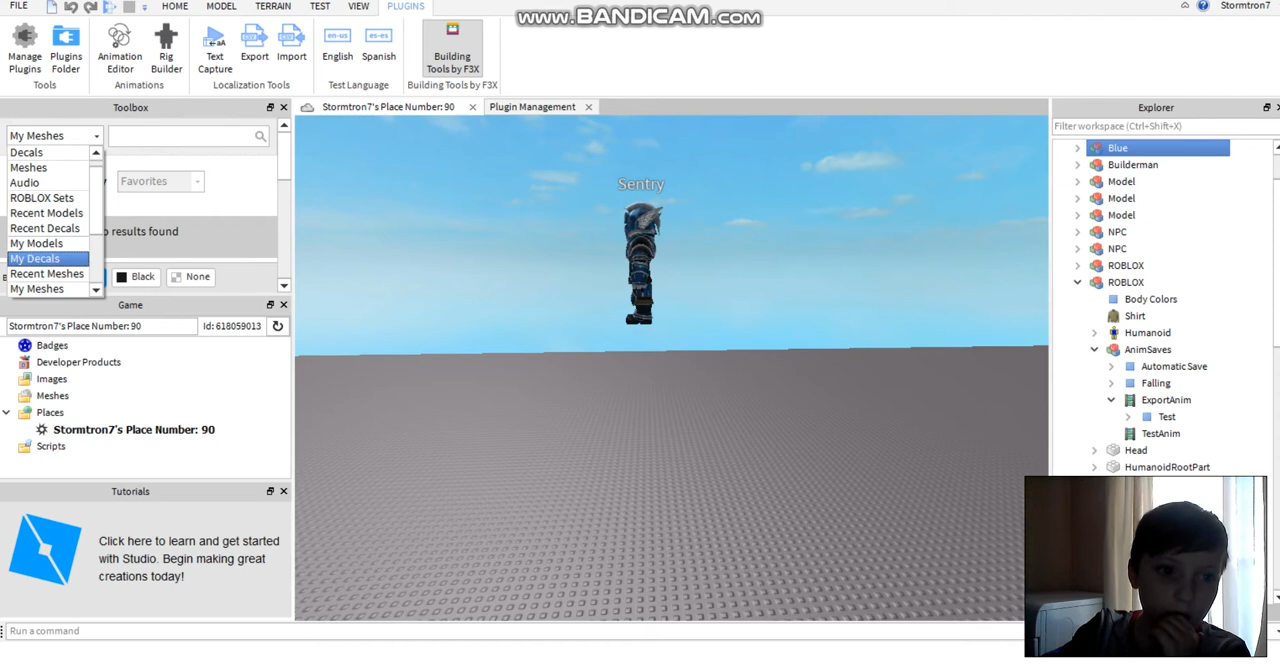 FILE HOME MODEL TERRAIN TEST VIEW PLUGINS
www.BANDICAM.com
Stormtron7
Manage Plugins
Plugins Folder
Animation Editor
Rig Builder
Text Capture
Export
Import
English
Spanish
Building Tools by F3X
en-us
es-es
aA
Tools
Animations
Localization Tools
Test Language
Building Tools by F3X
Toolbox
Stormtron7's Place Number: 90
Plugin Management
Explorer
Filter workspace (Ctrl+Shift+X)
My Meshes
Decals
Meshes
Audio
ROBLOX Sets
Recent Models
Recent Decals
My Models
My Decals
Recent Meshes
My Meshes
Favorites
results found
Black
None
Game
Stormtron7's Place Number: 90
Id: 618059013
Badges
Developer Products
Images
Meshes
Places
Stormtron7's Place Number: 90
Scripts
Tutorials
Click here to learn and get started
with Studio. Begin making great
creations today!
Sentry
Blue
Builderman
Model
Model
Model
NPC
NPC
ROBLOX
ROBLOX
Body Colors
Shirt
Humanoid
AnimSaves
Automatic Save
Falling
ExportAnim
Test
TestAnim
Head
HumanoidRootPart
Run a command